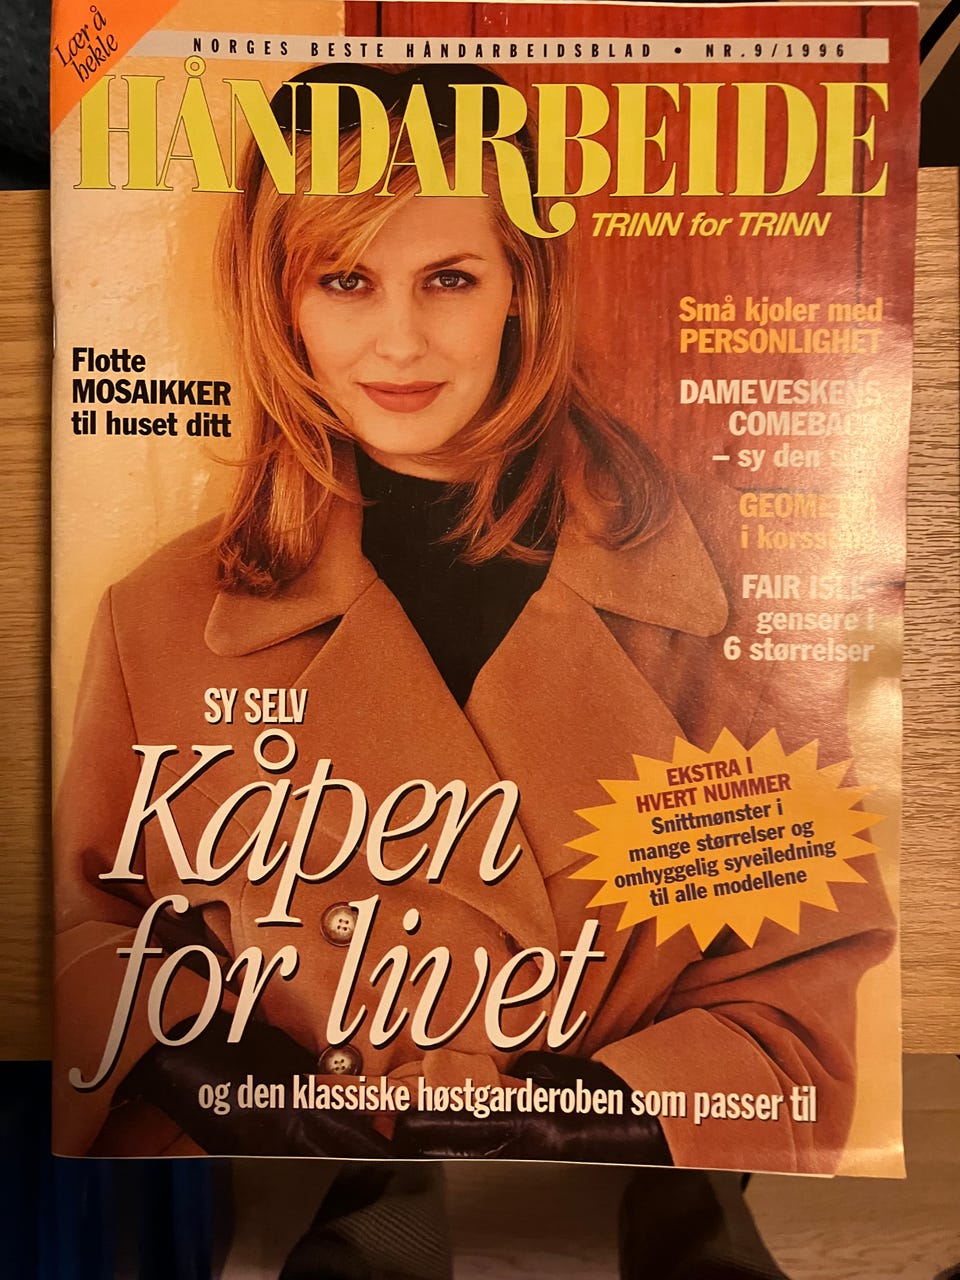 Lær å
hekle
NORGES BESTE HÅNDARBEIDSBLAD • NR. 9/1996
HÅNDARBEIDE
TRINN for TRINN
Små kjoler med
PERSONLIGHET
DAMEVESKENS
COMEBACK
– sy den
i
FAIR ISLE-
gensere i
6 størrelser
Flotte
MOSAIKKER
til huset ditt
SY SELV
Kåpen
for livet
og den klassiske høstgarderoben som passer til
EKSTRA I
HVERT NUMMER
Snittmønster i
mange størrelser og
omhyggelig syveiledning
til alle modellene